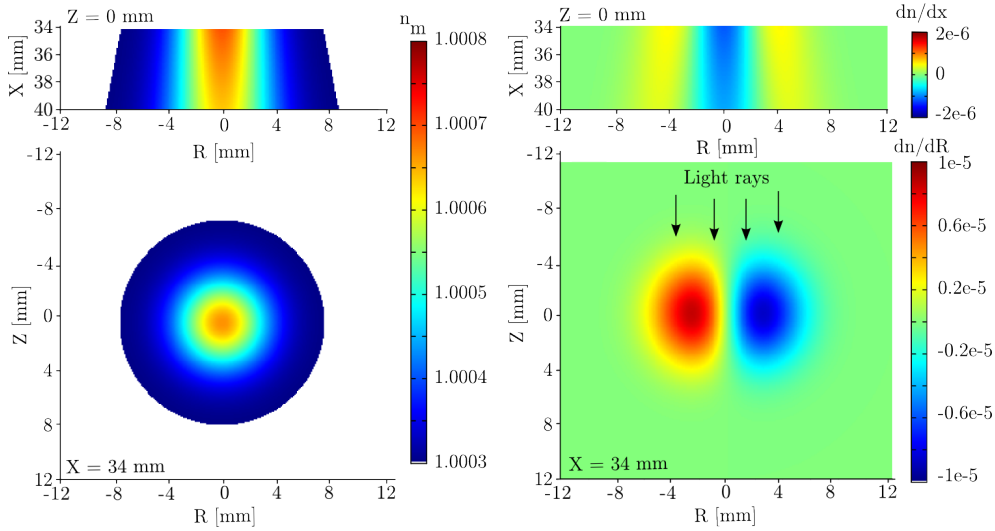 Z = 0 mm
n_m
X [mm]
34
36
38
40
-12
-8
-4
0
4
8
12
R [mm]
1.0008
1.0007
1.0006
1.0005
1.0004
1.0003
Z [mm]
-12
-8
-4
0
4
8
12
X = 34 mm
-12
-8
-4
0
4
8
12
R [mm]
Z = 0 mm
dn/dx
X [mm]
34
36
38
40
-12
-8
-4
0
4
8
12
R [mm]
2e-6
0
-2e-6
dn/dR
1e-5
0.6e-5
0.2e-5
-0.2e-5
-0.6e-5
-1e-5
Light rays
Z [mm]
-12
-8
-4
0
4
8
12
X = 34 mm
-12
-8
-4
0
4
8
12
R [mm]